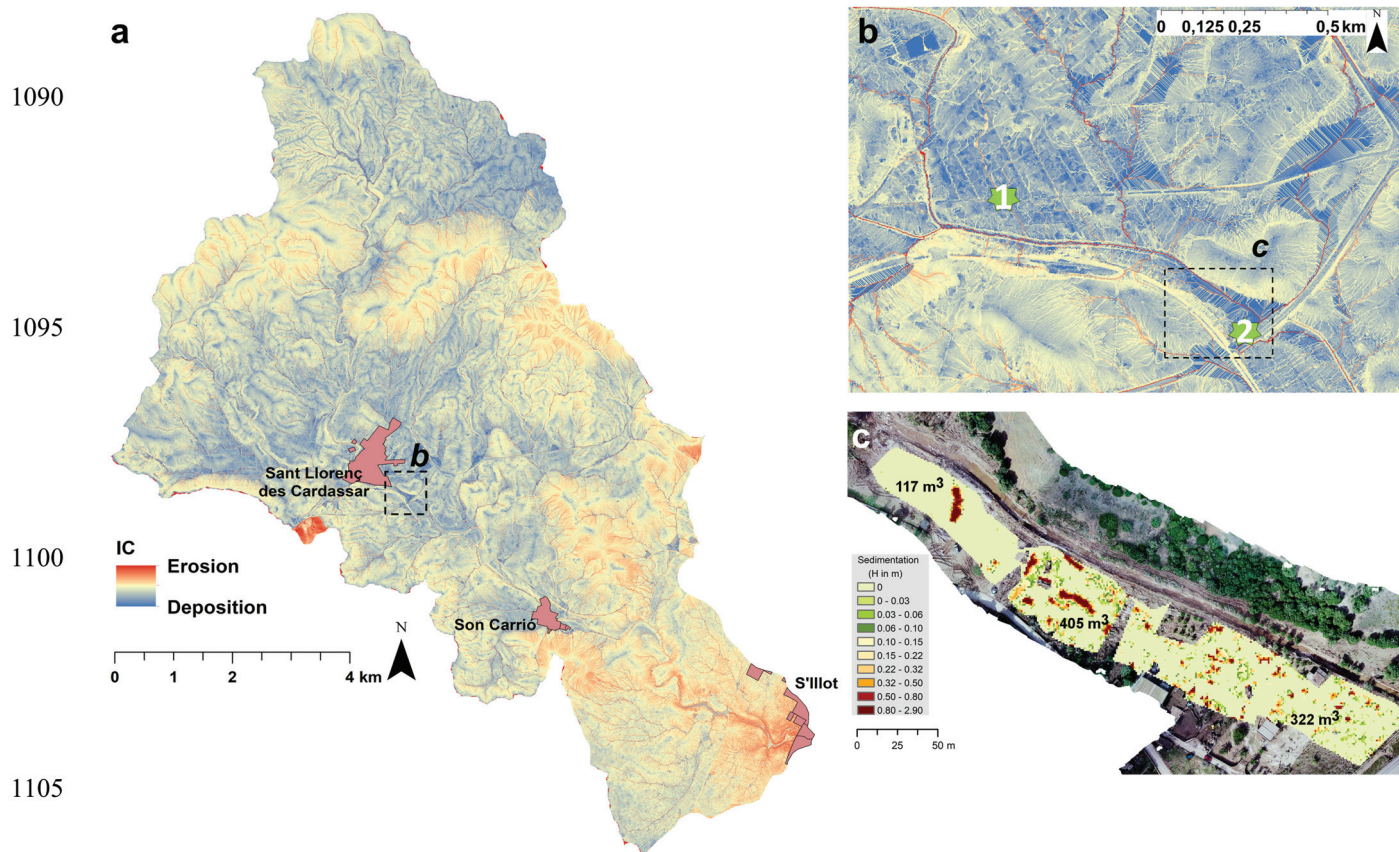 1090
1095
1100
1105
a
Sant Llorenç
des Cardassar
b
IC
Erosion
Deposition
N
0 2 4 km
Son Carrió
S'Illot
b
0 0,125 0,25 0,5 km
N
1
c
2
c
117 m³
405 m³
322 m³
Sedimentation
(H in m)
0
0 - 0.03
0.03 - 0.06
0.06 - 0.10
0.10 - 0.15
0.15 - 0.22
0.22 - 0.32
0.32 - 0.50
0.50 - 0.80
0.80 - 2.90
0 25 50 m